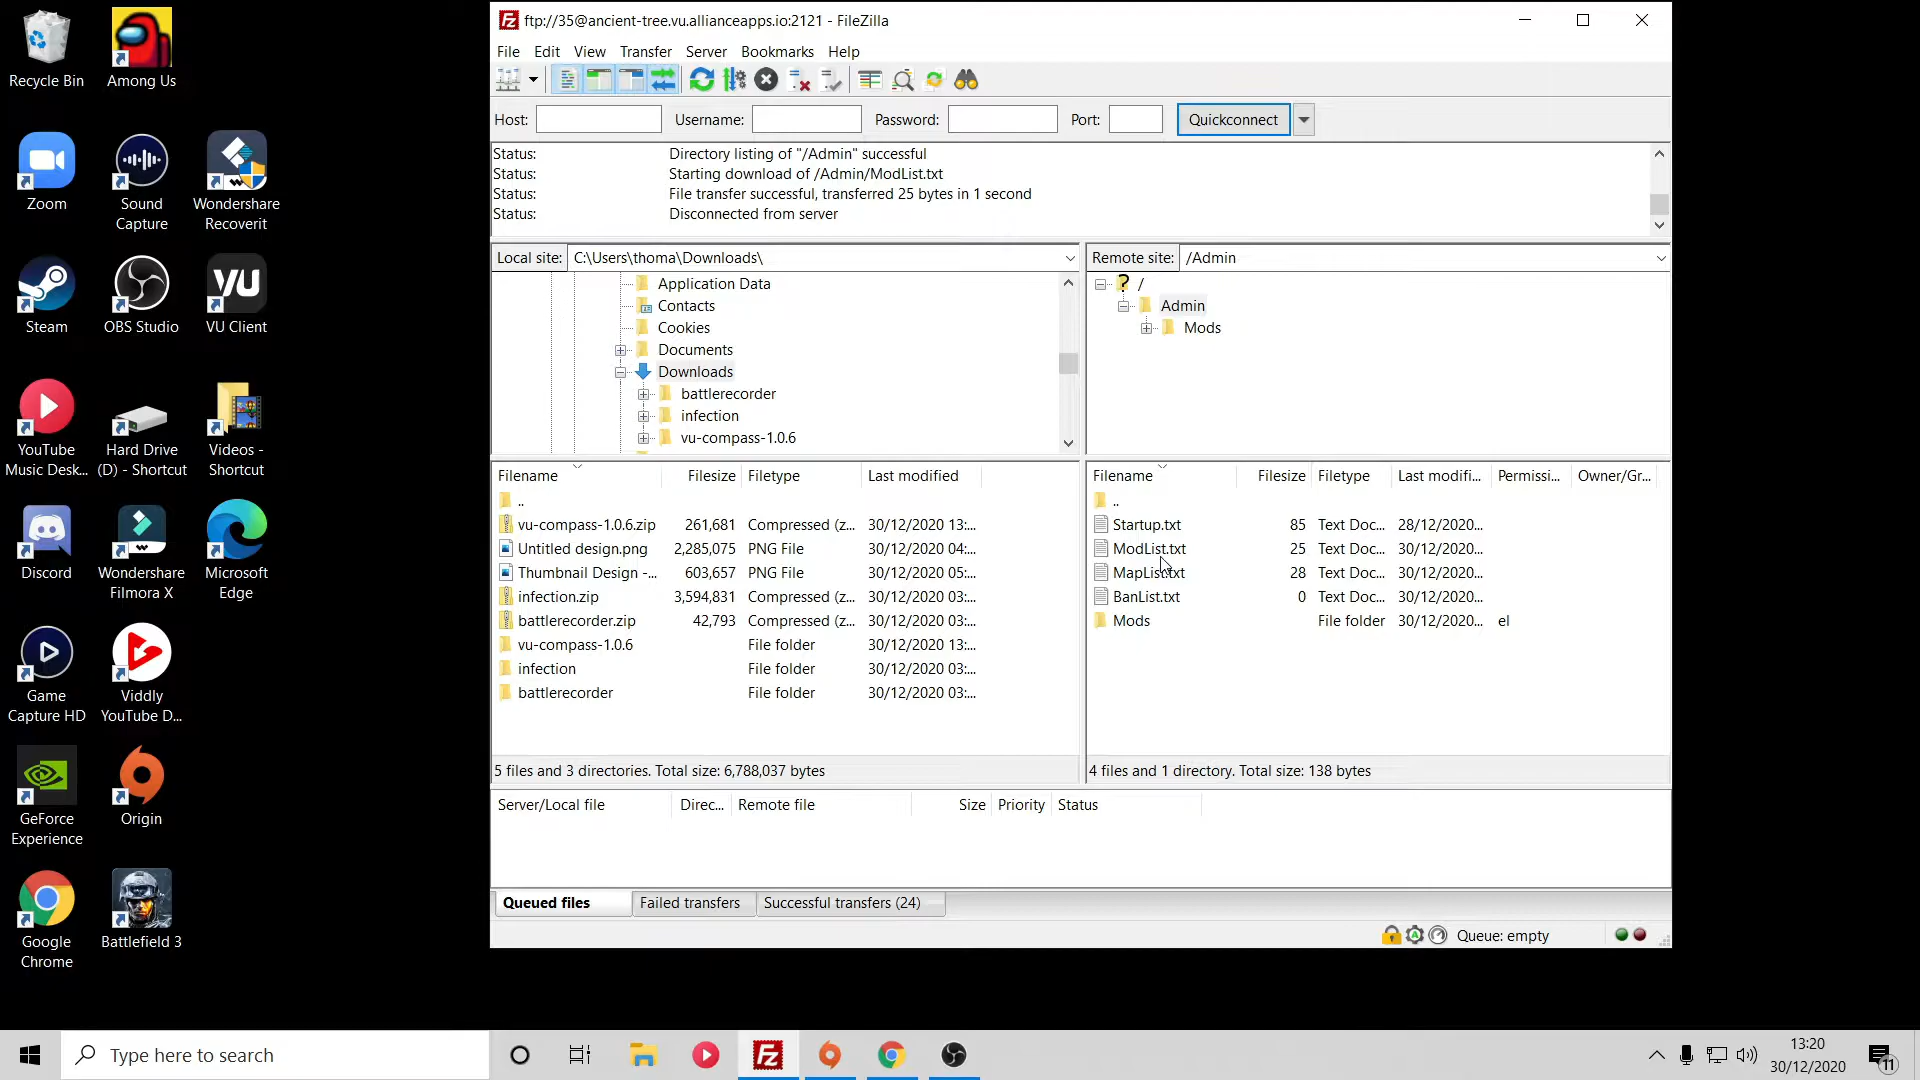 Recycle Bin
Among Us
Zoom
Sound
Capture
Wondershare
Recoverit
Steam
OBS Studio
VU
VU Client
YouTube
Music Desk...
Hard Drive
(D) - Shortcut
Videos -
Shortcut
Discord
Wondershare
Filmora X
Microsoft
Edge
Game
Capture HD
Viddly
YouTube D...
GeForce
Experience
Origin
Google
Chrome
Battlefield 3
ftp://35@ancient-tree.vu.allianceapps.io:2121 - FileZilla
File Edit View Transfer Server Bookmarks Help
Host: Username: Password: Port: Quickconnect
Status: Directory listing of "/Admin" successful
Status: Starting download of /Admin/ModList.txt
Status: File transfer successful, transferred 25 bytes in 1 second
Status: Disconnected from server
Local site: C:\Users\thoma\Downloads\
Application Data
Contacts
Cookies
Documents
Downloads
battlerecorder
infection
vu-compass-1.0.6
Remote site: /Admin
/
Admin
Mods
Filename Filesize Filetype Last modified
..
vu-compass-1.0.6.zip 261,681 Compressed (z... 30/12/2020 13:...
Untitled design.png 2,285,075 PNG File 30/12/2020 04:...
Thumbnail Design -... 603,657 PNG File 30/12/2020 05:...
infection.zip 3,594,831 Compressed (z... 30/12/2020 03:...
battlerecorder.zip 42,793 Compressed (z... 30/12/2020 03:...
vu-compass-1.0.6 File folder 30/12/2020 13:...
infection File folder 30/12/2020 03:...
battlerecorder File folder 30/12/2020 03:...
5 files and 3 directories. Total size: 6,788,037 bytes
Filename Filesize Filetype Last modifi... Permissi... Owner/Gr...
..
Startup.txt 85 Text Doc... 28/12/2020...
ModList.txt 25 Text Doc... 30/12/2020...
MapList.txt 28 Text Doc... 30/12/2020...
BanList.txt 0 Text Doc... 30/12/2020...
Mods File folder 30/12/2020... el
4 files and 1 directory. Total size: 138 bytes
Server/Local file Direc... Remote file Size Priority Status
Queued files Failed transfers Successful transfers (24)
Queue: empty
Type here to search
13:20
30/12/2020
11